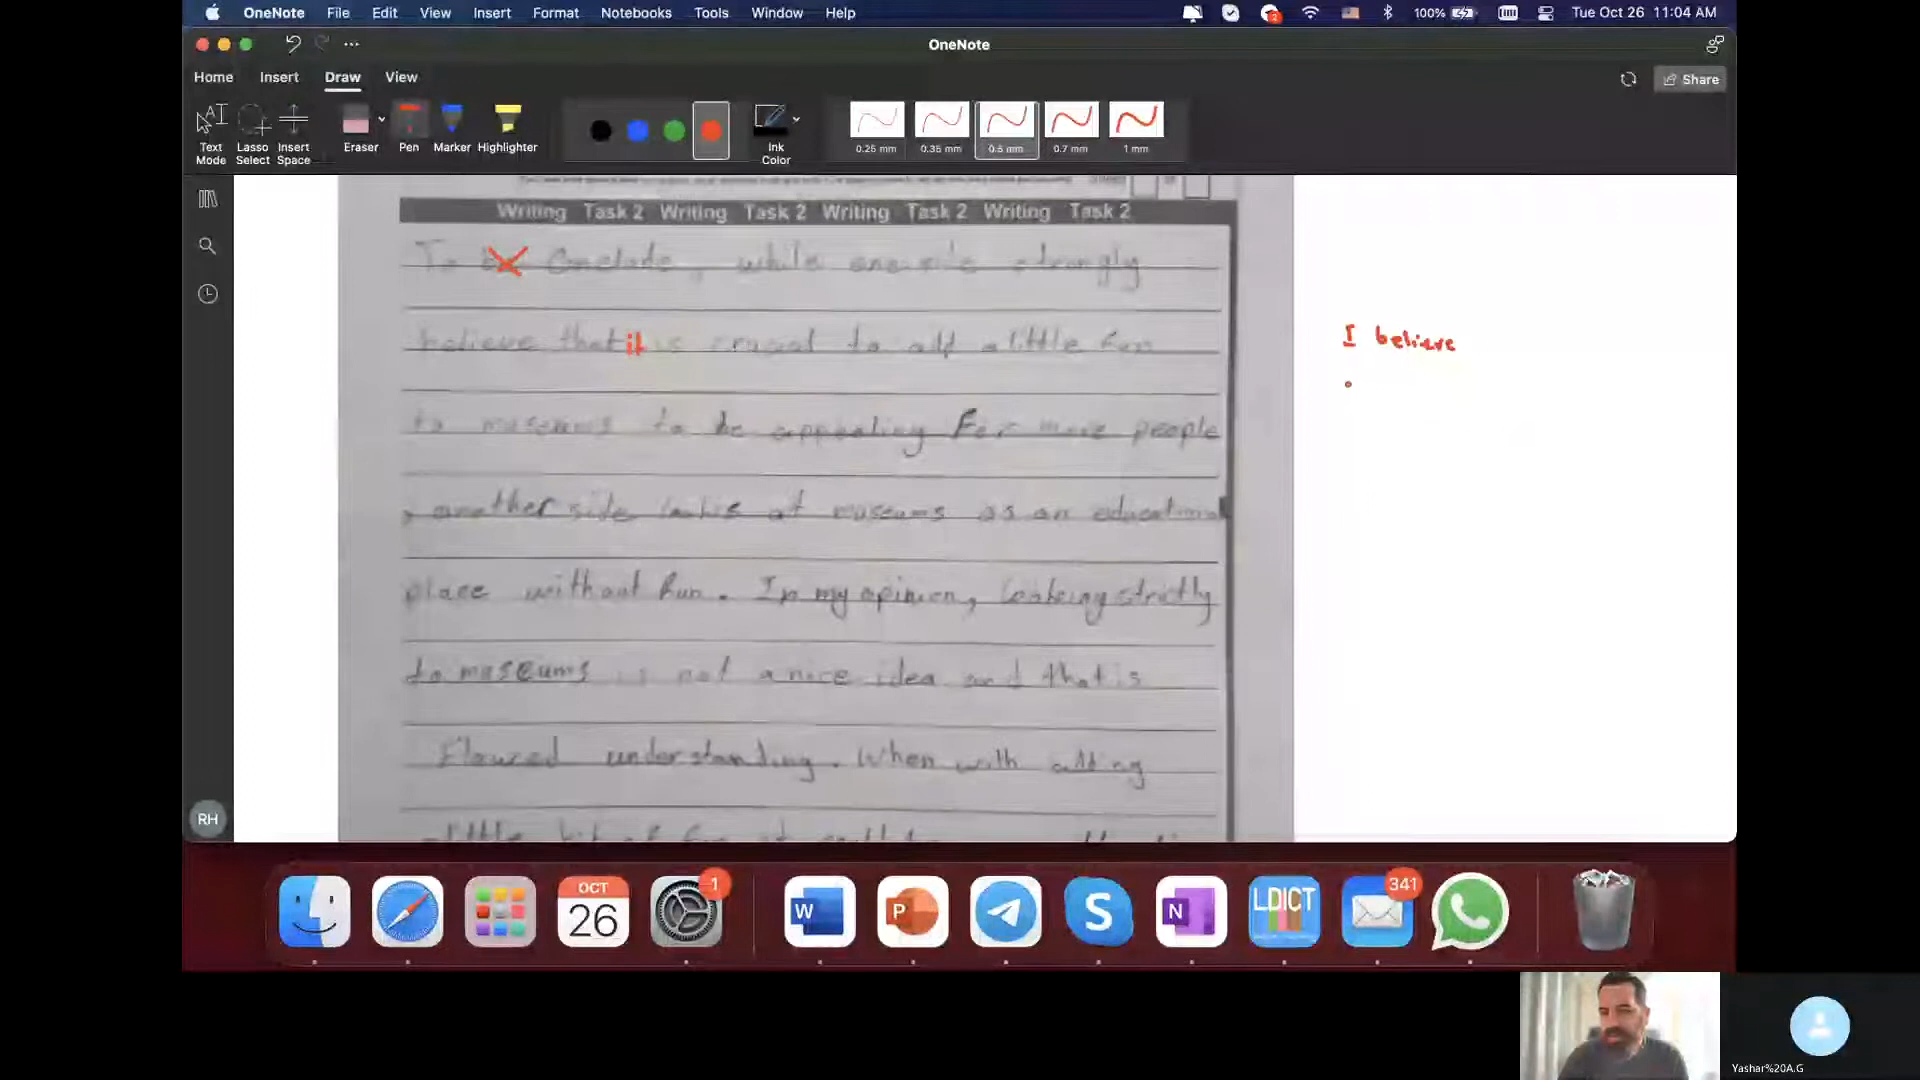 OneNote File Edit View Insert Format Notebooks Tools Window Help 100% Tue Oct 26 11:04 AM
OneNote
Home Insert Draw View
Share
Text Mode
Lasso Select
Insert Space
Eraser
Pen
Marker
Highlighter
Ink Color
0.25 mm
0.35 mm
0.5 mm
0.7 mm
1 mm
Writing Task 2 Writing Task 2 Writing Task 2 Writing Task 2
To Conclude, while one side strongly
believe that it is crucial to add a little fun
to museums to be appealing For more people
, another side looks at museums as an educational
place without fun. In my opinion, looking strictly
to museums is not a nice idea and that is
Flawred understanding. When with adding
little bit of fun
I believe
RH
OCT
26
1
W
P
S
N
LDICT
341
Yashar%20A.G